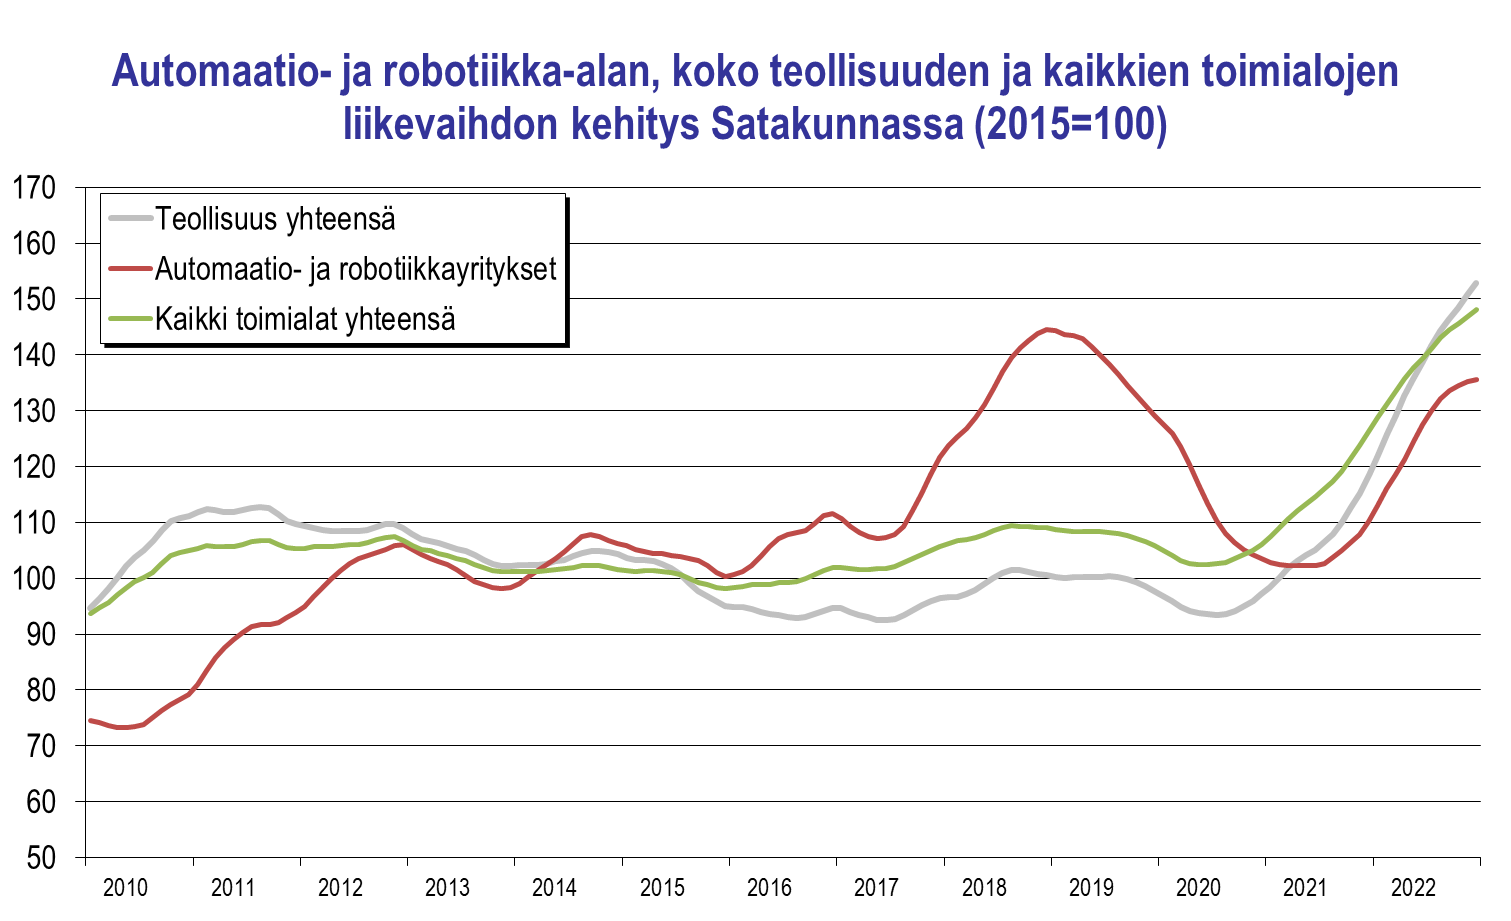 Automaatio- ja robotiikka-alan, koko teollisuuden ja kaikkien toimialojen
liikevaihdon kehitys Satakunnassa (2015=100)
170
160
150
140
130
120
110
100
90
80
70
60
50
Teollisuus yhteensä
Automaatio- ja robotiikkayritykset
Kaikki toimialat yhteensä
2010 2011 2012 2013 2014 2015 2016 2017 2018 2019 2020 2021 2022